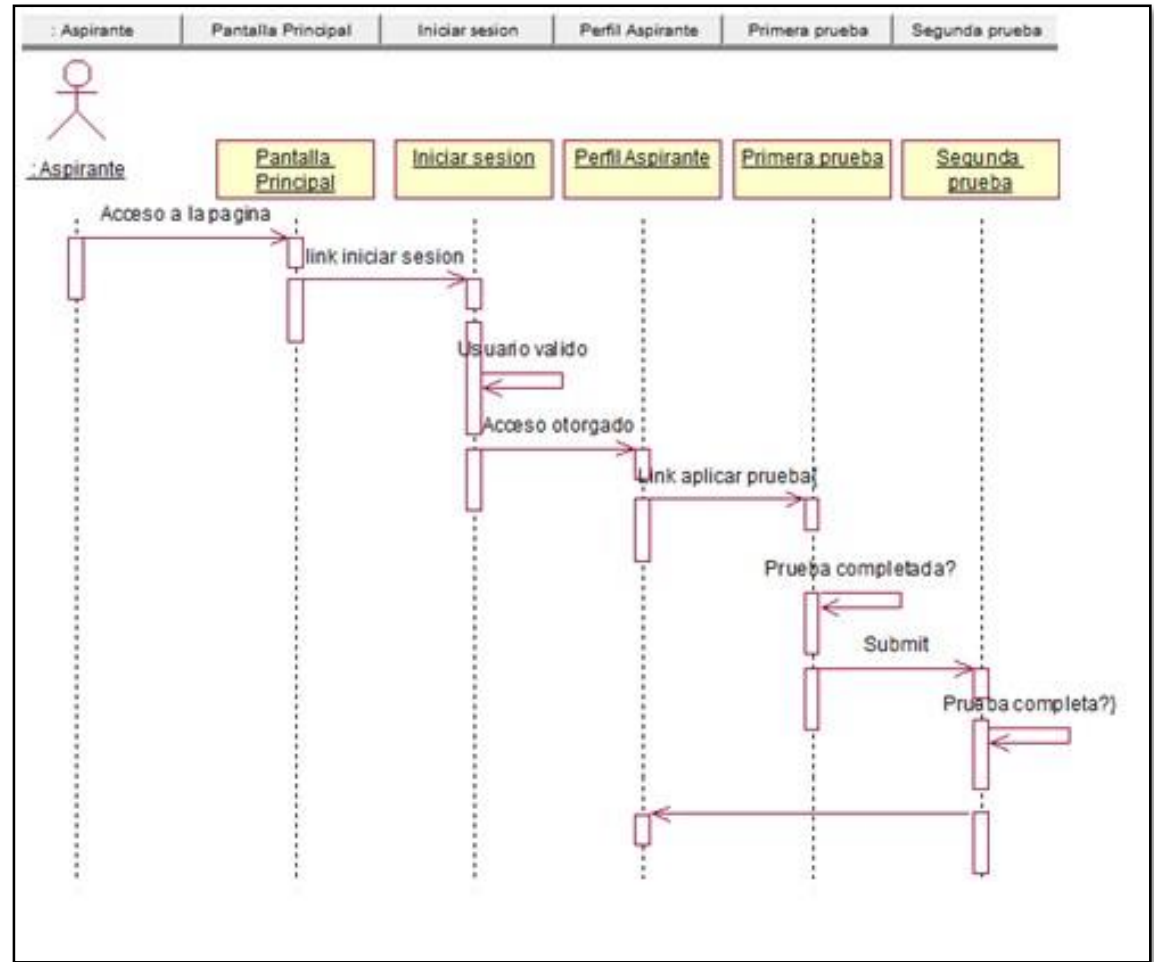 : Aspirante
Pantalla Principal
Iniciar sesion
Perfil Aspirante
Primera prueba
Segunda prueba
: Aspirante
Pantalla
Principal
Iniciar sesion
Perfil Aspirante
Primera prueba
Segunda
prueba
Acceso a la pagina
link iniciar sesion
Usuario valido
Acceso otorgado
Link aplicar prueba{
Prueba completada?
Submit
Prueba completa?}